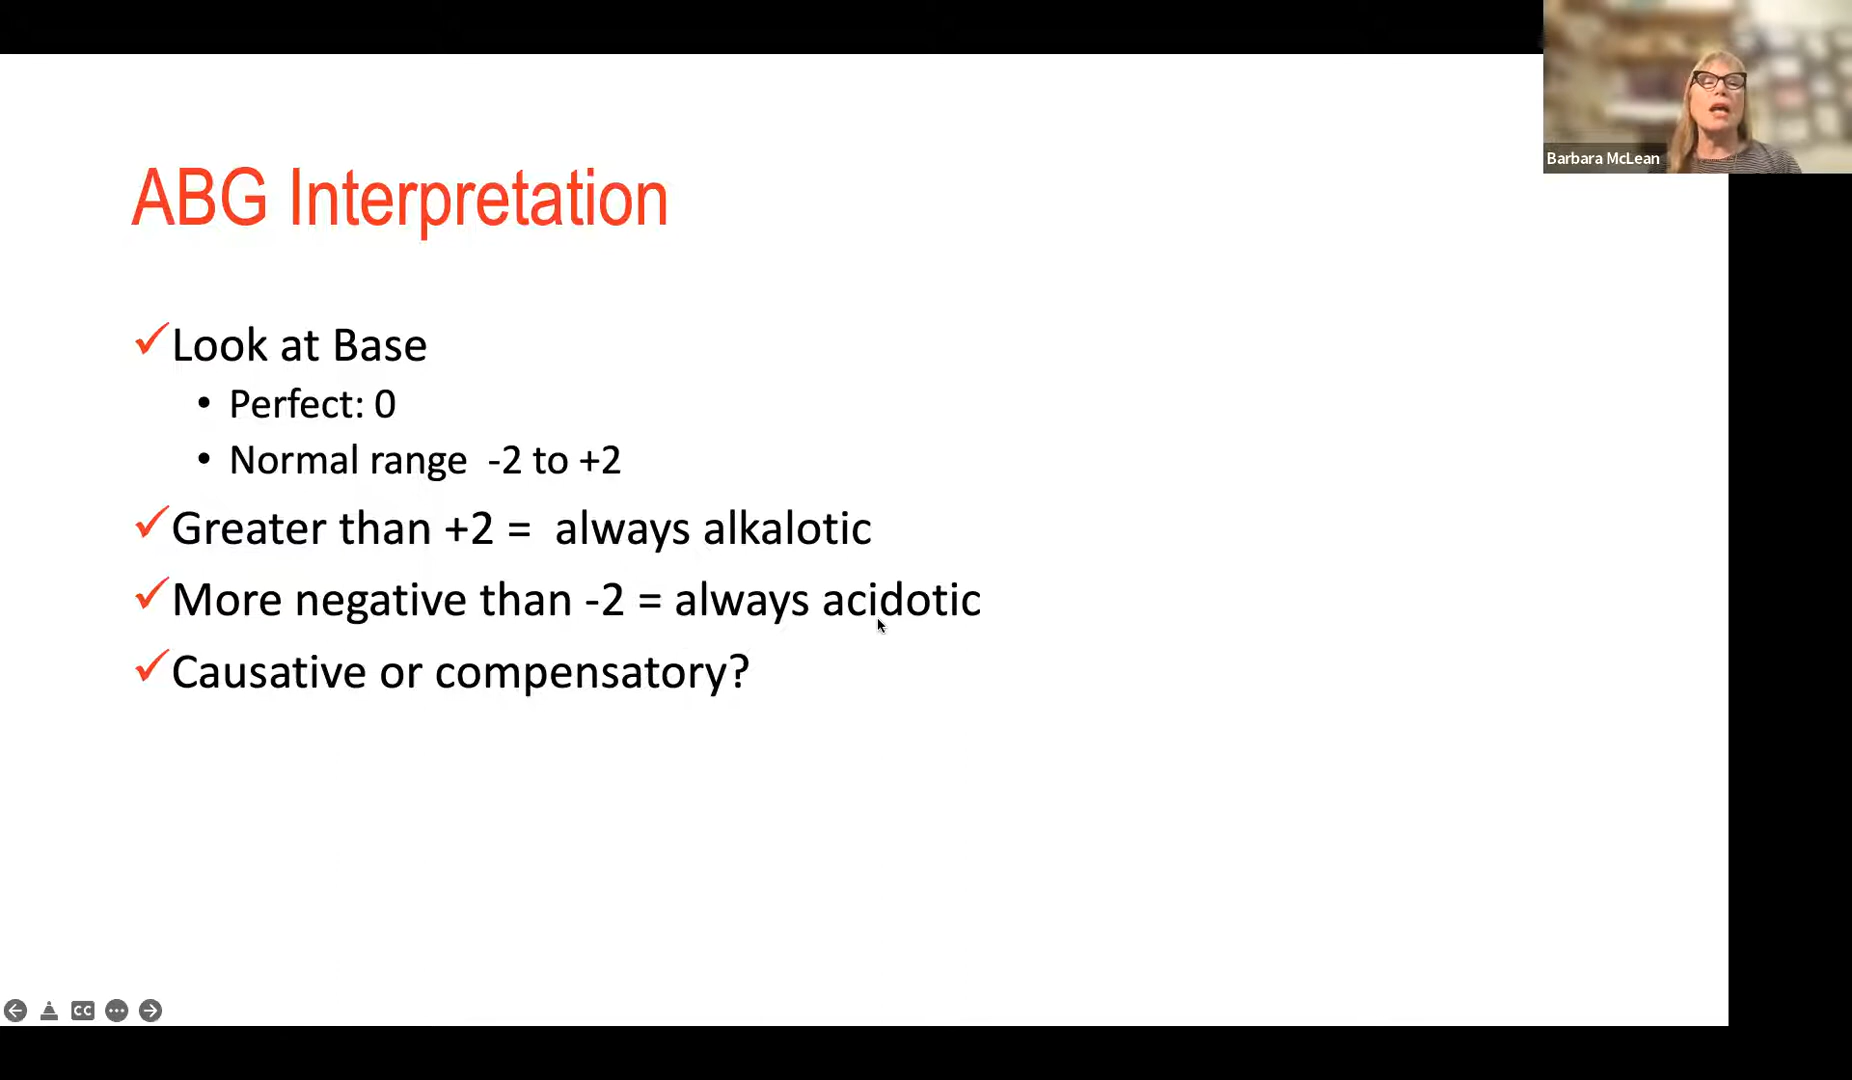 Barbara McLean
ABG Interpretation
✓Look at Base
• Perfect: 0
• Normal range -2 to +2
✓Greater than +2 = always alkalotic
✓More negative than -2 = always acidotic
✓Causative or compensatory?
CC